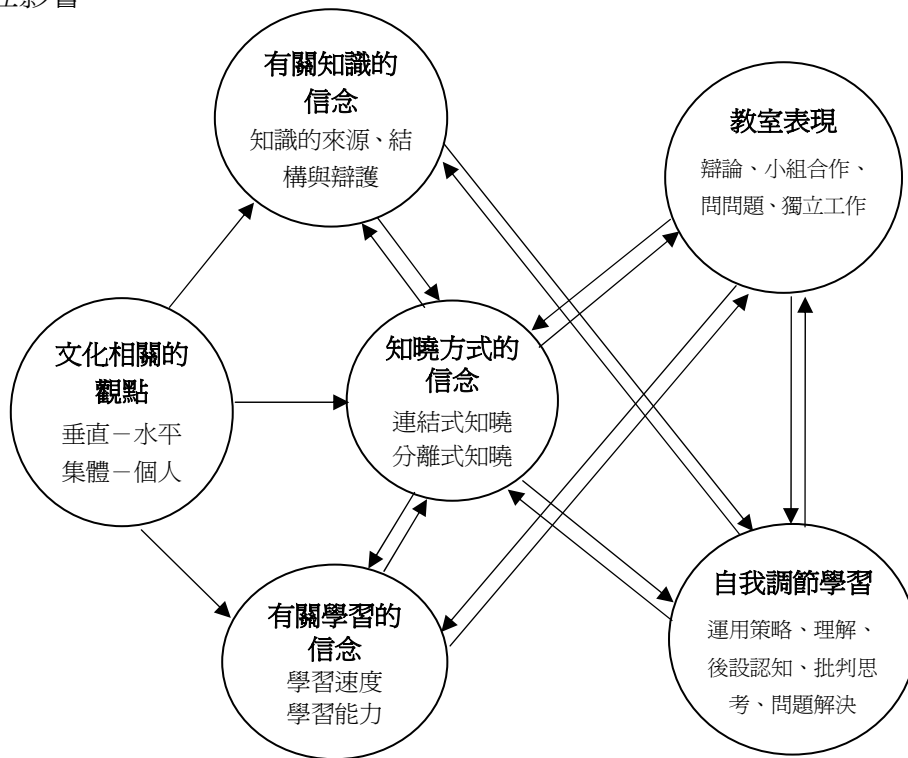 有關知識的
信念
知識的來源、結
構與辯護
教室表現
辯論、小組合作、
問問題、獨立工作
文化相關的
觀點
垂直－水平
集體－個人
知曉方式的
信念
連結式知曉
分離式知曉
有關學習的
信念
學習速度
學習能力
自我調節學習
運用策略、理解、
後設認知、批判思
考、問題解決